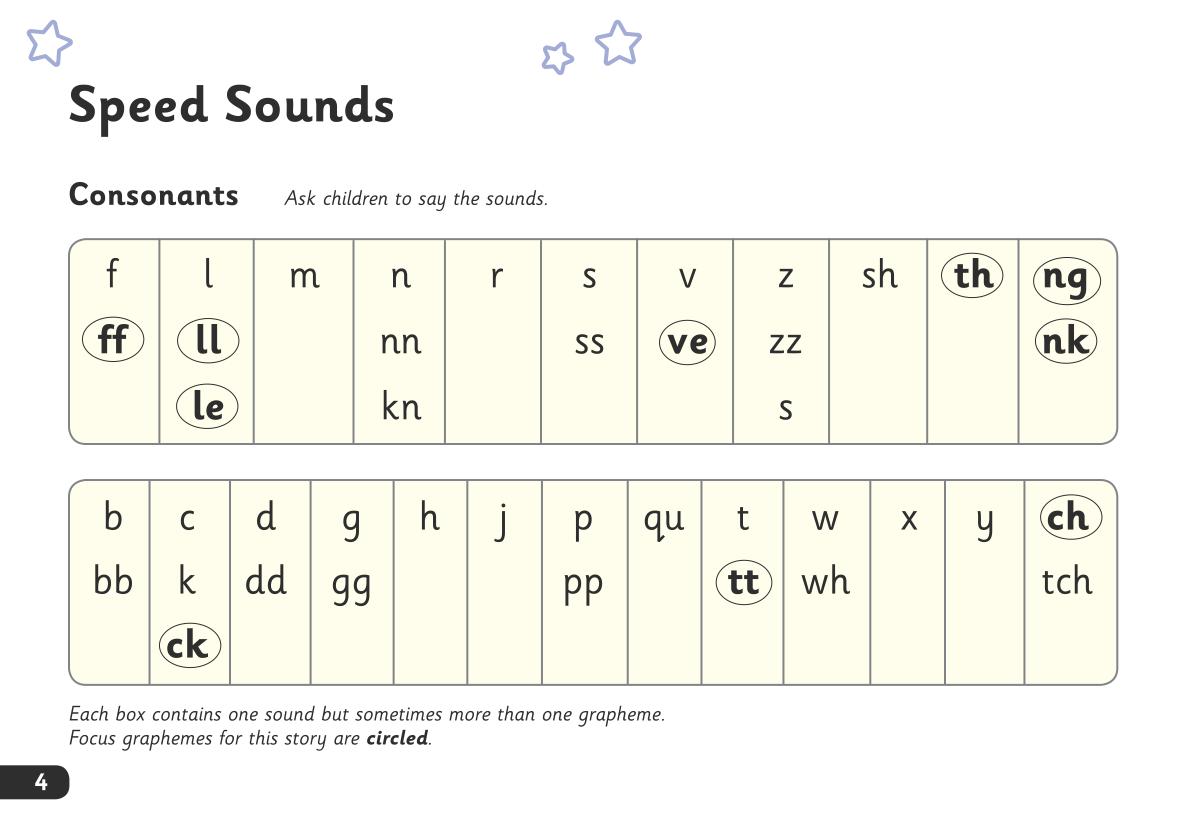 Speed Sounds
Consonants Ask children to say the sounds.
f l m n r s v z sh th ng
ff ll nn ss ve zz nk
le kn s
b c d g h j p qu t w x y ch
bb k dd gg pp tt wh tch
ck
Each box contains one sound but sometimes more than one grapheme.
Focus graphemes for this story are circled.
4